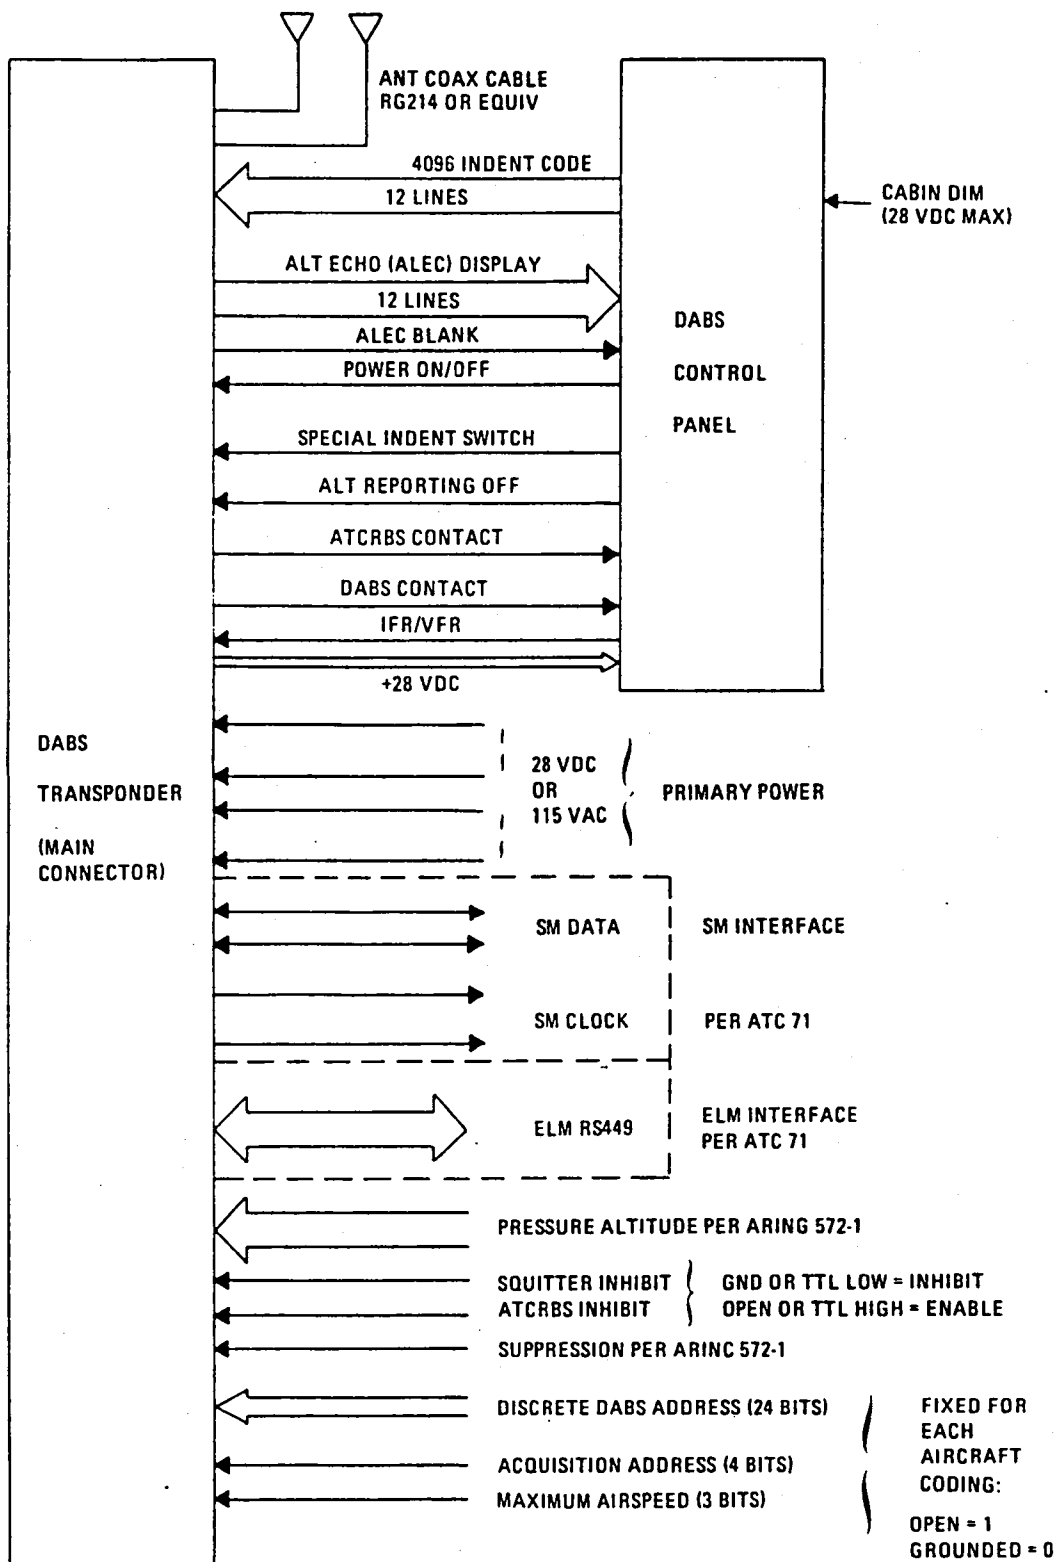 ANT COAX CABLE
RG214 OR EQUIV
4096 INDENT CODE
12 LINES
CABIN DIM
(28 VDC MAX)
ALT ECHO (ALEC) DISPLAY
12 LINES
ALEC BLANK
POWER ON/OFF
DABS
CONTROL
PANEL
SPECIAL INDENT SWITCH
ALT REPORTING OFF
ATCRBS CONTACT
DABS CONTACT
IFR/VFR
+28 VDC
DABS
TRANSPONDER
(MAIN
CONNECTOR)
28 VDC
OR
115 VAC
PRIMARY POWER
SM DATA
SM INTERFACE
SM CLOCK
PER ATC 71
ELM RS449
ELM INTERFACE
PER ATC 71
PRESSURE ALTITUDE PER ARING 572-1
SQUITTER INHIBIT
GND OR TTL LOW = INHIBIT
ATCRBS INHIBIT
OPEN OR TTL HIGH = ENABLE
SUPPRESSION PER ARINC 572-1
DISCRETE DABS ADDRESS (24 BITS)
ACQUISITION ADDRESS (4 BITS)
MAXIMUM AIRSPEED (3 BITS)
FIXED FOR
EACH
AIRCRAFT
CODING:
OPEN = 1
GROUNDED = 0